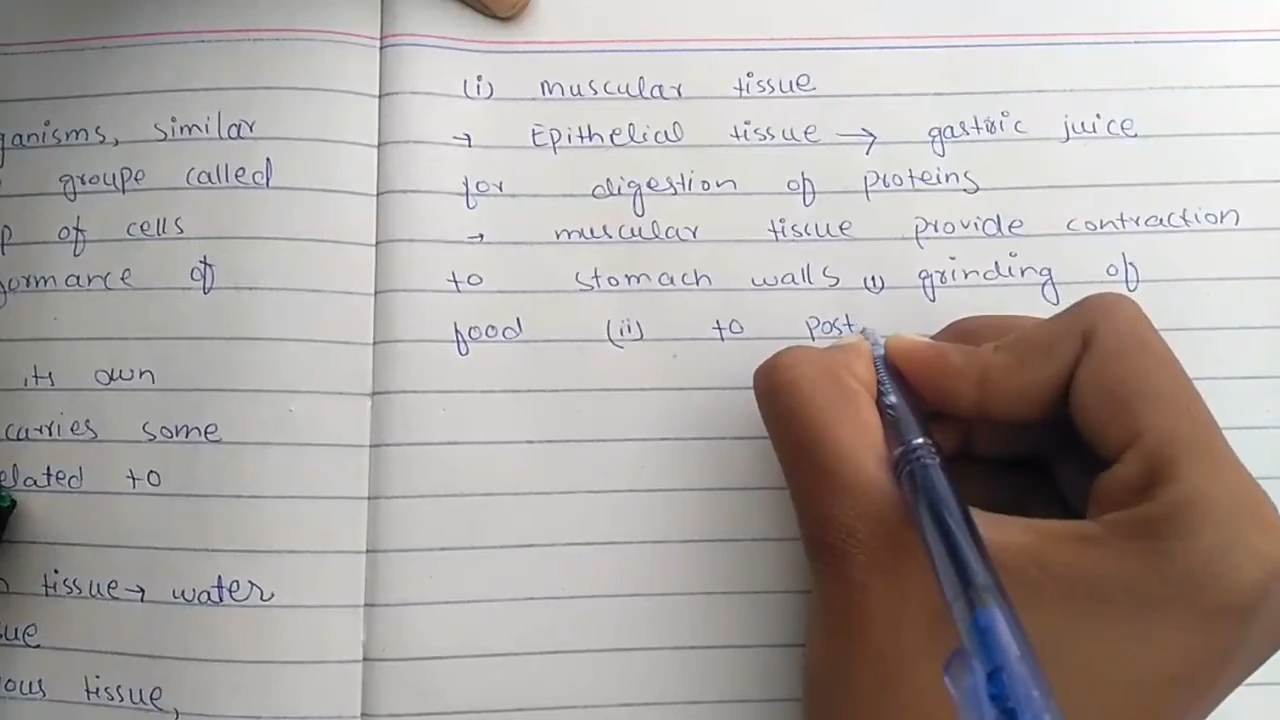 ganisms, similar
groupe called
p of cells
formance of
its own
carries some
elated to
tissue → water
sue
ous tissue,
(i) muscular tissue
→ Epithelial tissue → gastric juice
for digestion of proteins
→ muscular tissue provide contraction
to stomach walls (i) grinding of
food (ii) to post